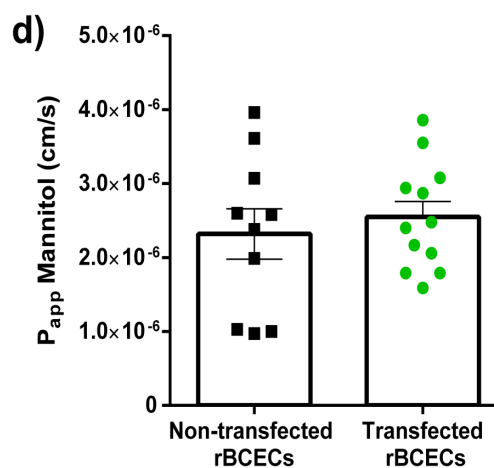 d)
P_app Mannitol (cm/s)
5.0×10⁻⁶
4.0×10⁻⁶
3.0×10⁻⁶
2.0×10⁻⁶
1.0×10⁻⁶
0
Non-transfected
rBCECs
Transfected
rBCECs